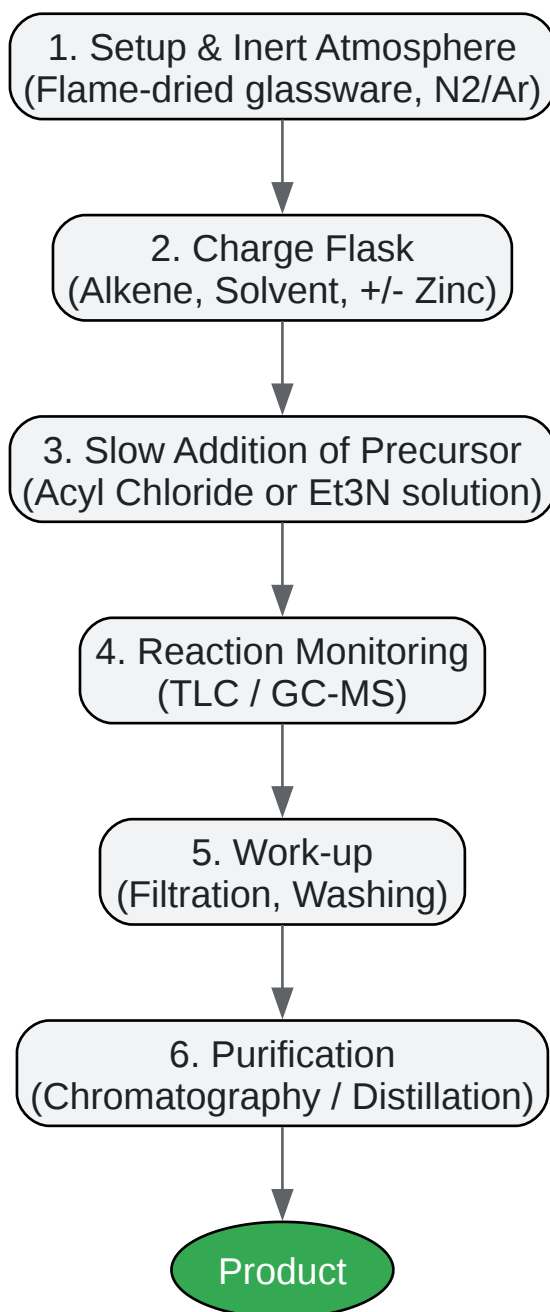 1. Setup & Inert Atmosphere
(Flame-dried glassware, N2/Ar)
2. Charge Flask
(Alkene, Solvent, +/- Zinc)
3. Slow Addition of Precursor
(Acyl Chloride or Et3N solution)
4. Reaction Monitoring
(TLC / GC-MS)
5. Work-up
(Filtration, Washing)
6. Purification
(Chromatography / Distillation)
Product